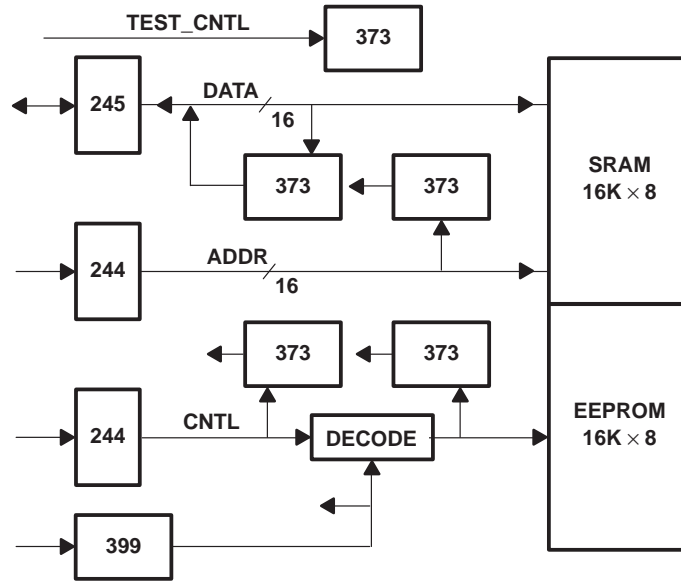 TEST_CNTL
373
245
DATA
16
373
373
SRAM
16K × 8
244
ADDR
16
373
373
244
CNTL
DECODE
EEPROM
16K × 8
399